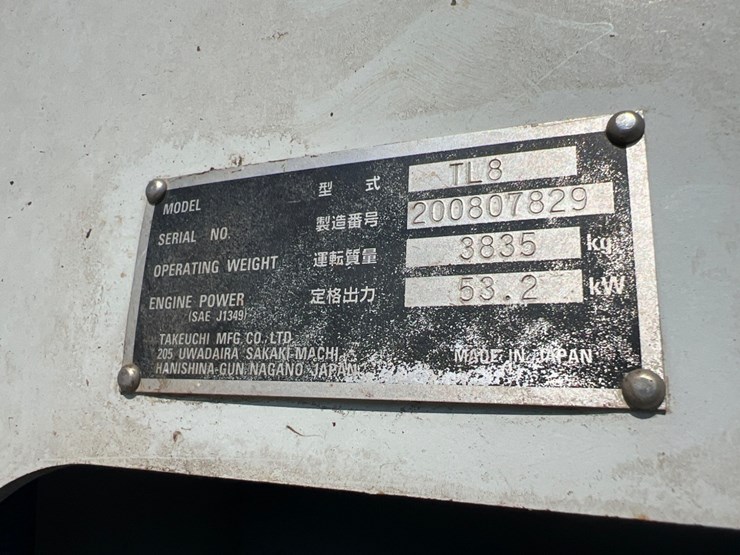 MODEL 型式 TL8
SERIAL NO. 製造番号 200807829
OPERATING WEIGHT 運転質量 3835 kg
ENGINE POWER 定格出力 53.2 kW
(SAE J1349)
TAKEUCHI MFG. CO., LTD.
205 UWADAIRA SAKAKI-MACHI,
HANISHINA-GUN NAGANO JAPAN MADE IN JAPAN